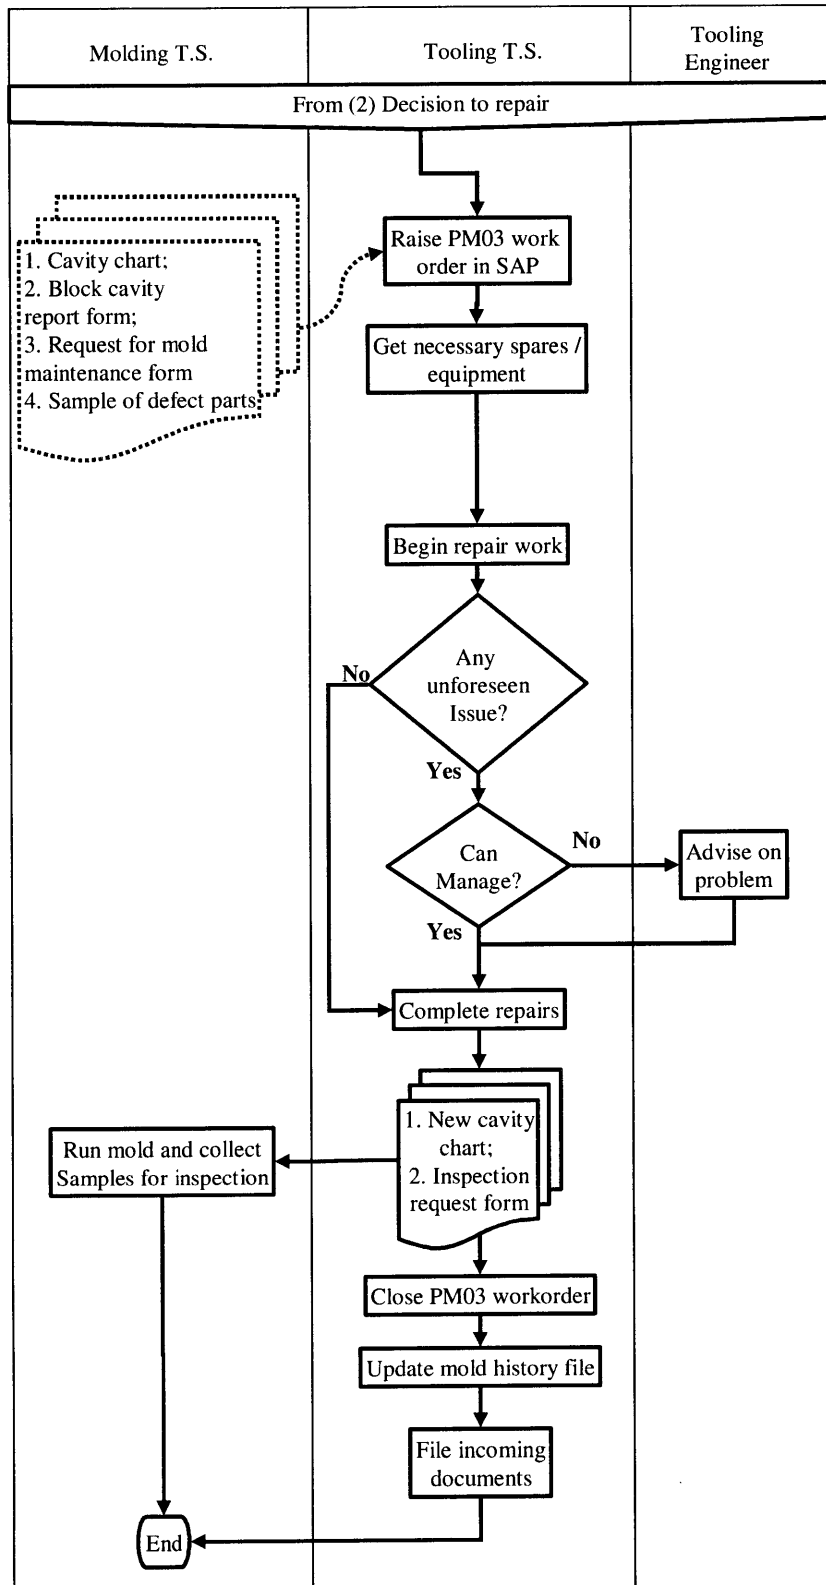 Molding T.S.
Tooling T.S.
Tooling
Engineer
From (2) Decision to repair
1. Cavity chart;
2. Block cavity
report form;
3. Request for mold
maintenance form
4. Sample of defect parts
Raise PM03 work
order in SAP
Get necessary spares /
equipment
Begin repair work
Any
unforeseen
Issue?
No
Yes
Can
Manage?
No
Advise on
problem
Yes
Complete repairs
1. New cavity
chart;
2. Inspection
request form
Run mold and collect
Samples for inspection
Close PM03 workorder
Update mold history file
File incoming
documents
End